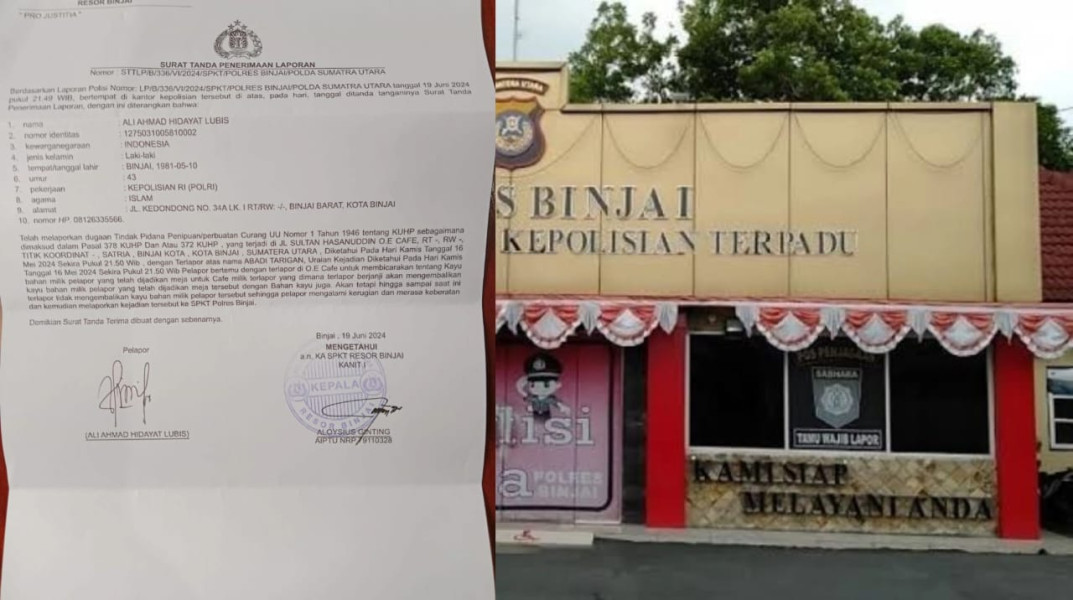 RESOR BINJAI
"PRO JUSTITIA"
SURAT TANDA PENERIMAAN LAPORAN
Nomor : STTLP/B/336/VI/2024/SPKT/POLRES BINJAI/POLDA SUMATRA UTARA
Berdasarkan Laporan Polisi Nomor: LP/B/336/VI/2024/SPKT/POLRES BINJAI/POLDA SUMATRA UTARA tanggal 19 Juni 2024
pukul 21.49 WIB, bertempat di kantor kepolisian tersebut di atas, pada hari, tanggal ditanda tanganinya Surat Tanda
Penerimaan Laporan, dengan ini diterangkan bahwa:
1. nama : ALI AHMAD HIDAYAT LUBIS
2. nomor identitas : 1275031005810002
3. kewarganegaraan : INDONESIA
4. jenis kelamin : Laki-laki
5. tempat/tanggal lahir : BINJAI, 1981-05-10
6. umur : 43
7. pekerjaan : KEPOLISIAN RI (POLRI)
8. agama : ISLAM
9. alamat : JL. KEDONDONG NO. 34A LK. I RT/RW: -/-, BINJAI BARAT, KOTA BINJAI
10. nomor HP. 08126335566,
Telah melaporkan dugaan Tindak Pidana Penipuan/perbuatan Curang UU Nomor 1 Tahun 1946 tentang KUHP sebagaimana
dimaksud dalam Pasal 378 KUHP Dan Atau 372 KUHP , yang terjadi di JL SULTAN HASANUDDIN O.E CAFE, RT -, RW -,
TITIK KOORDINAT - , SATRIA , BINJAI KOTA , KOTA BINJAI , SUMATERA UTARA , Diketahui Pada Hari Kamis Tanggal 16
Mei 2024 Sekira Pukul 21.50 Wib , dengan Terlapor atas nama ABADI TARIGAN, Uraian Kejadian Diketahui Pada Hari Kamis
Tanggal 16 Mei 2024 Sekira Pukul 21.50 Wib Pelapor bertemu dengan terlapor di O.E Cafe untuk membicarakan tentang Kayu
bahan milik pelapor yang telah dijadikan meja untuk Cafe milik terlapor yang dimana terlapor berjanji akan mengembalikan
kayu bahan milik pelapor yang telah dijadikan meja tersebut dengan Bahan kayu juga. Akan tetapi hingga sampai saat ini
terlapor tidak mengembalikan kayu bahan milik pelapor tersebut sehingga pelapor mengalami kerugian dan merasa keberatan
dan kemudian melaporkan kejadian tersebut ke SPKT Polres Binjai.
Demikian Surat Tanda Terima dibuat dengan sebenarnya.
Binjai , 19 Juni 2024
Pelapor
MENGETAHUI
a.n. KA SPKT RESOR BINJAI
KANIT I
KEPALA
RESOR BINJAI
(ALI AHMAD HIDAYAT LUBIS)
ALOYSIUS GINTING
AIPTU NRP 79110328
SUMATERA UTARA
S BINJAI
KEPOLISIAN TERPADU
POS PENJAGAAN
SABHARA
TAMU WAJIB LAPOR
lisi
a POLRES
BINJAI
KAMI SIAP
MELAYANI ANDA